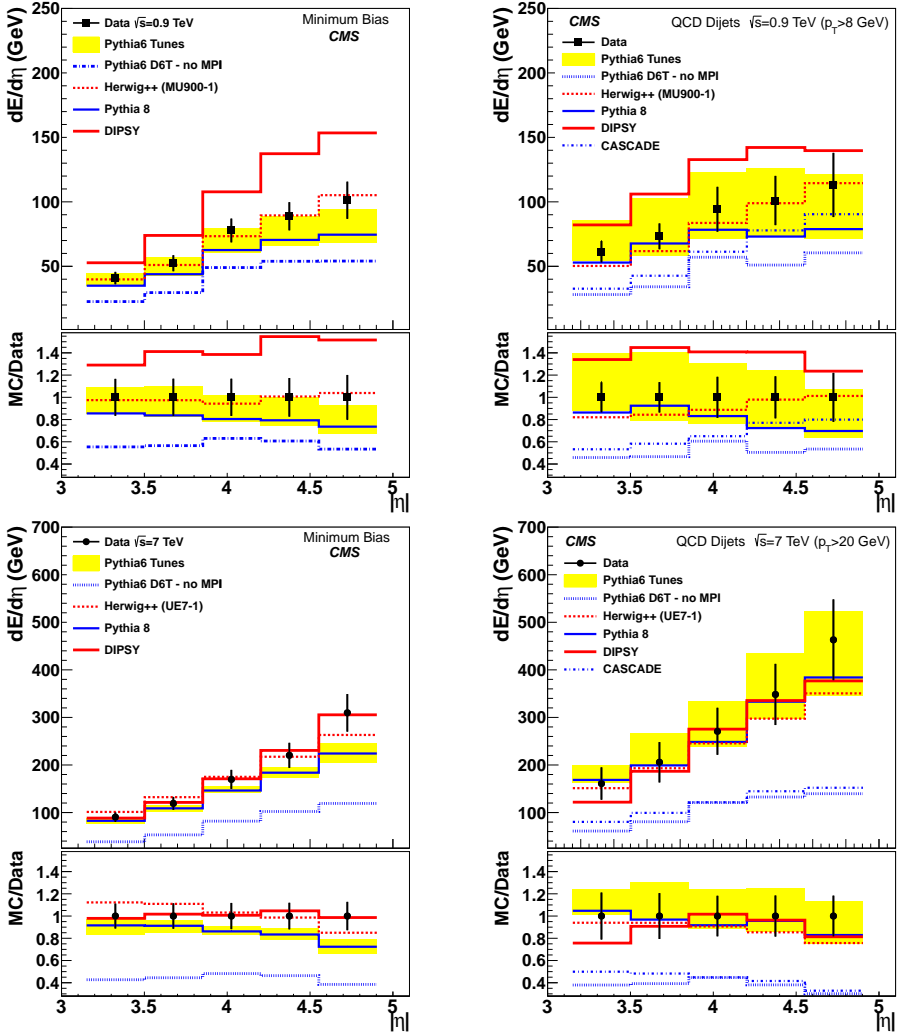 Minimum Bias
CMS
Data √s=0.9 TeV
Pythia6 Tunes
Pythia6 D6T - no MPI
Herwig++ (MU900-1)
Pythia 8
DIPSY
dE/dη (GeV)
250
200
150
100
50
MC/Data
1.4
1.2
1
0.8
0.6
0.4
3 3.5 4 4.5 5
|η|
CMS QCD Dijets √s=0.9 TeV (p_T>8 GeV)
Data
Pythia6 Tunes
Pythia6 D6T - no MPI
Herwig++ (MU900-1)
Pythia 8
DIPSY
CASCADE
dE/dη (GeV)
250
200
150
100
50
MC/Data
1.4
1.2
1
0.8
0.6
0.4
3 3.5 4 4.5 5
|η|
Minimum Bias
CMS
Data √s=7 TeV
Pythia6 Tunes
Pythia6 D6T - no MPI
Herwig++ (UE7-1)
Pythia 8
DIPSY
dE/dη (GeV)
700
600
500
400
300
200
100
MC/Data
1.4
1.2
1
0.8
0.6
0.4
3 3.5 4 4.5 5
|η|
CMS QCD Dijets √s=7 TeV (p_T>20 GeV)
Data
Pythia6 Tunes
Pythia6 D6T - no MPI
Herwig++ (UE7-1)
Pythia 8
DIPSY
CASCADE
dE/dη (GeV)
700
600
500
400
300
200
100
MC/Data
1.4
1.2
1
0.8
0.6
0.4
3 3.5 4 4.5 5
|η|